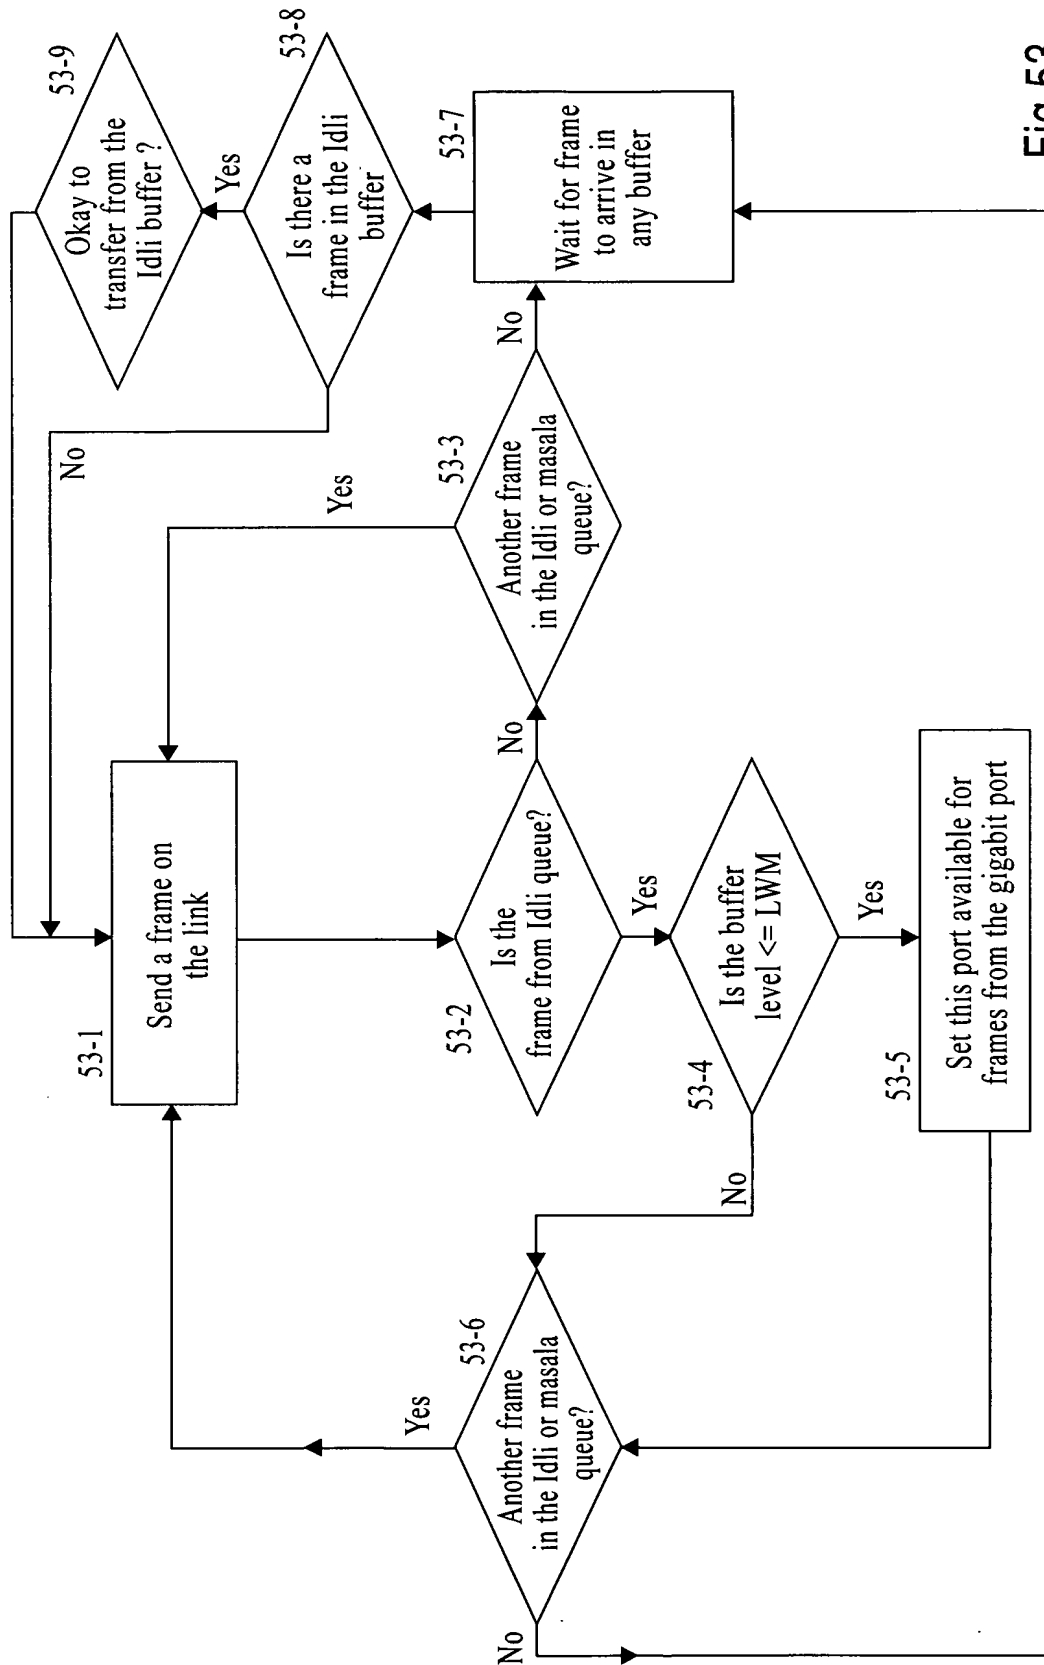 53-1
Send a frame on
the link
53-9
Okay to
transfer from the
Idli buffer ?
Yes
53-8
Is there a
frame in the Idli
buffer
No
53-7
Wait for frame
to arrive in
any buffer
No
53-3
Another frame
in the Idli or masala
queue?
Yes
No
53-2
Is the
frame from Idli queue?
Yes
53-4
Is the buffer
level <= LWM
Yes
No
53-5
Set this port available for
frames from the gigabit port
53-6
Another frame
in the Idli or masala
queue?
Yes
No
Fig 53